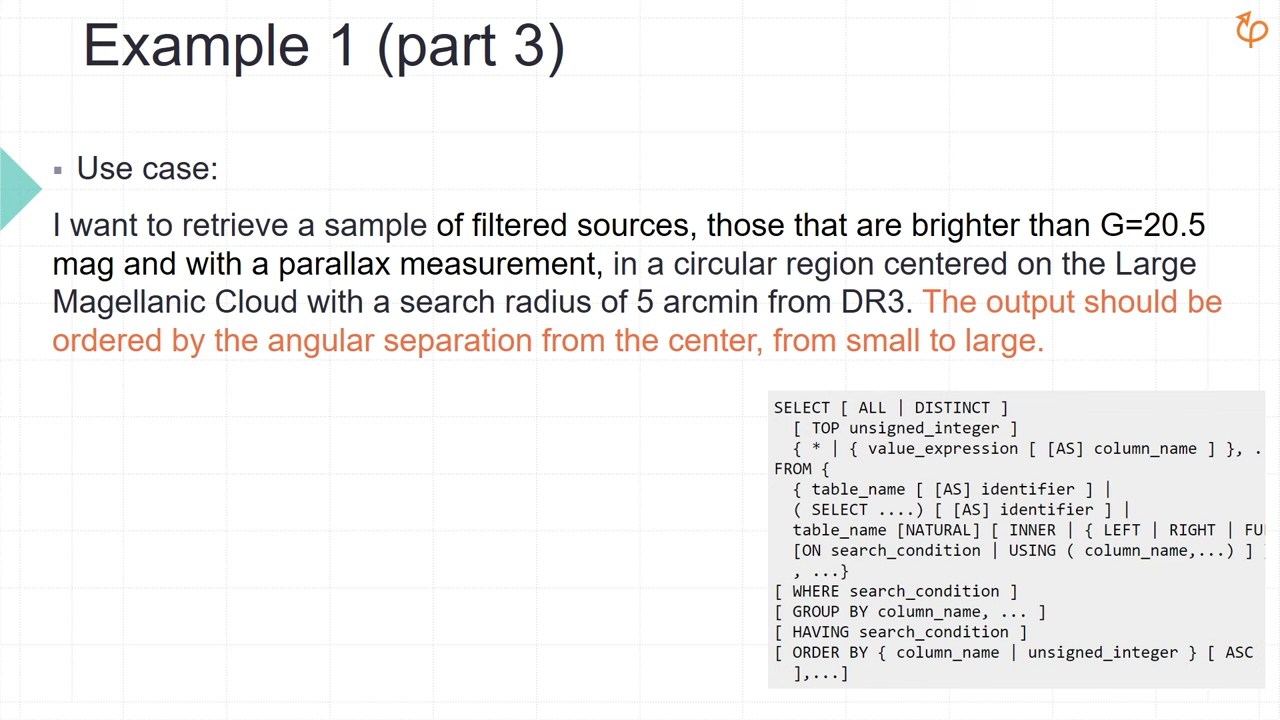 Example 1 (part 3)
Use case:
I want to retrieve a sample of filtered sources, those that are brighter than G=20.5
mag and with a parallax measurement, in a circular region centered on the Large
Magellanic Cloud with a search radius of 5 arcmin from DR3. The output should be
ordered by the angular separation from the center, from small to large.
SELECT [ ALL | DISTINCT ]
[ TOP unsigned_integer ]
{ * | { value_expression [ [AS] column_name ] }, .
FROM {
{ table_name [ [AS] identifier ] |
( SELECT ....) [ [AS] identifier ] |
table_name [NATURAL] [ INNER | { LEFT | RIGHT | FU
[ON search_condition | USING ( column_name,...) ]
, ...}
[ WHERE search_condition ]
[ GROUP BY column_name, ... ]
[ HAVING search_condition ]
[ ORDER BY { column_name | unsigned_integer } [ ASC
],...]